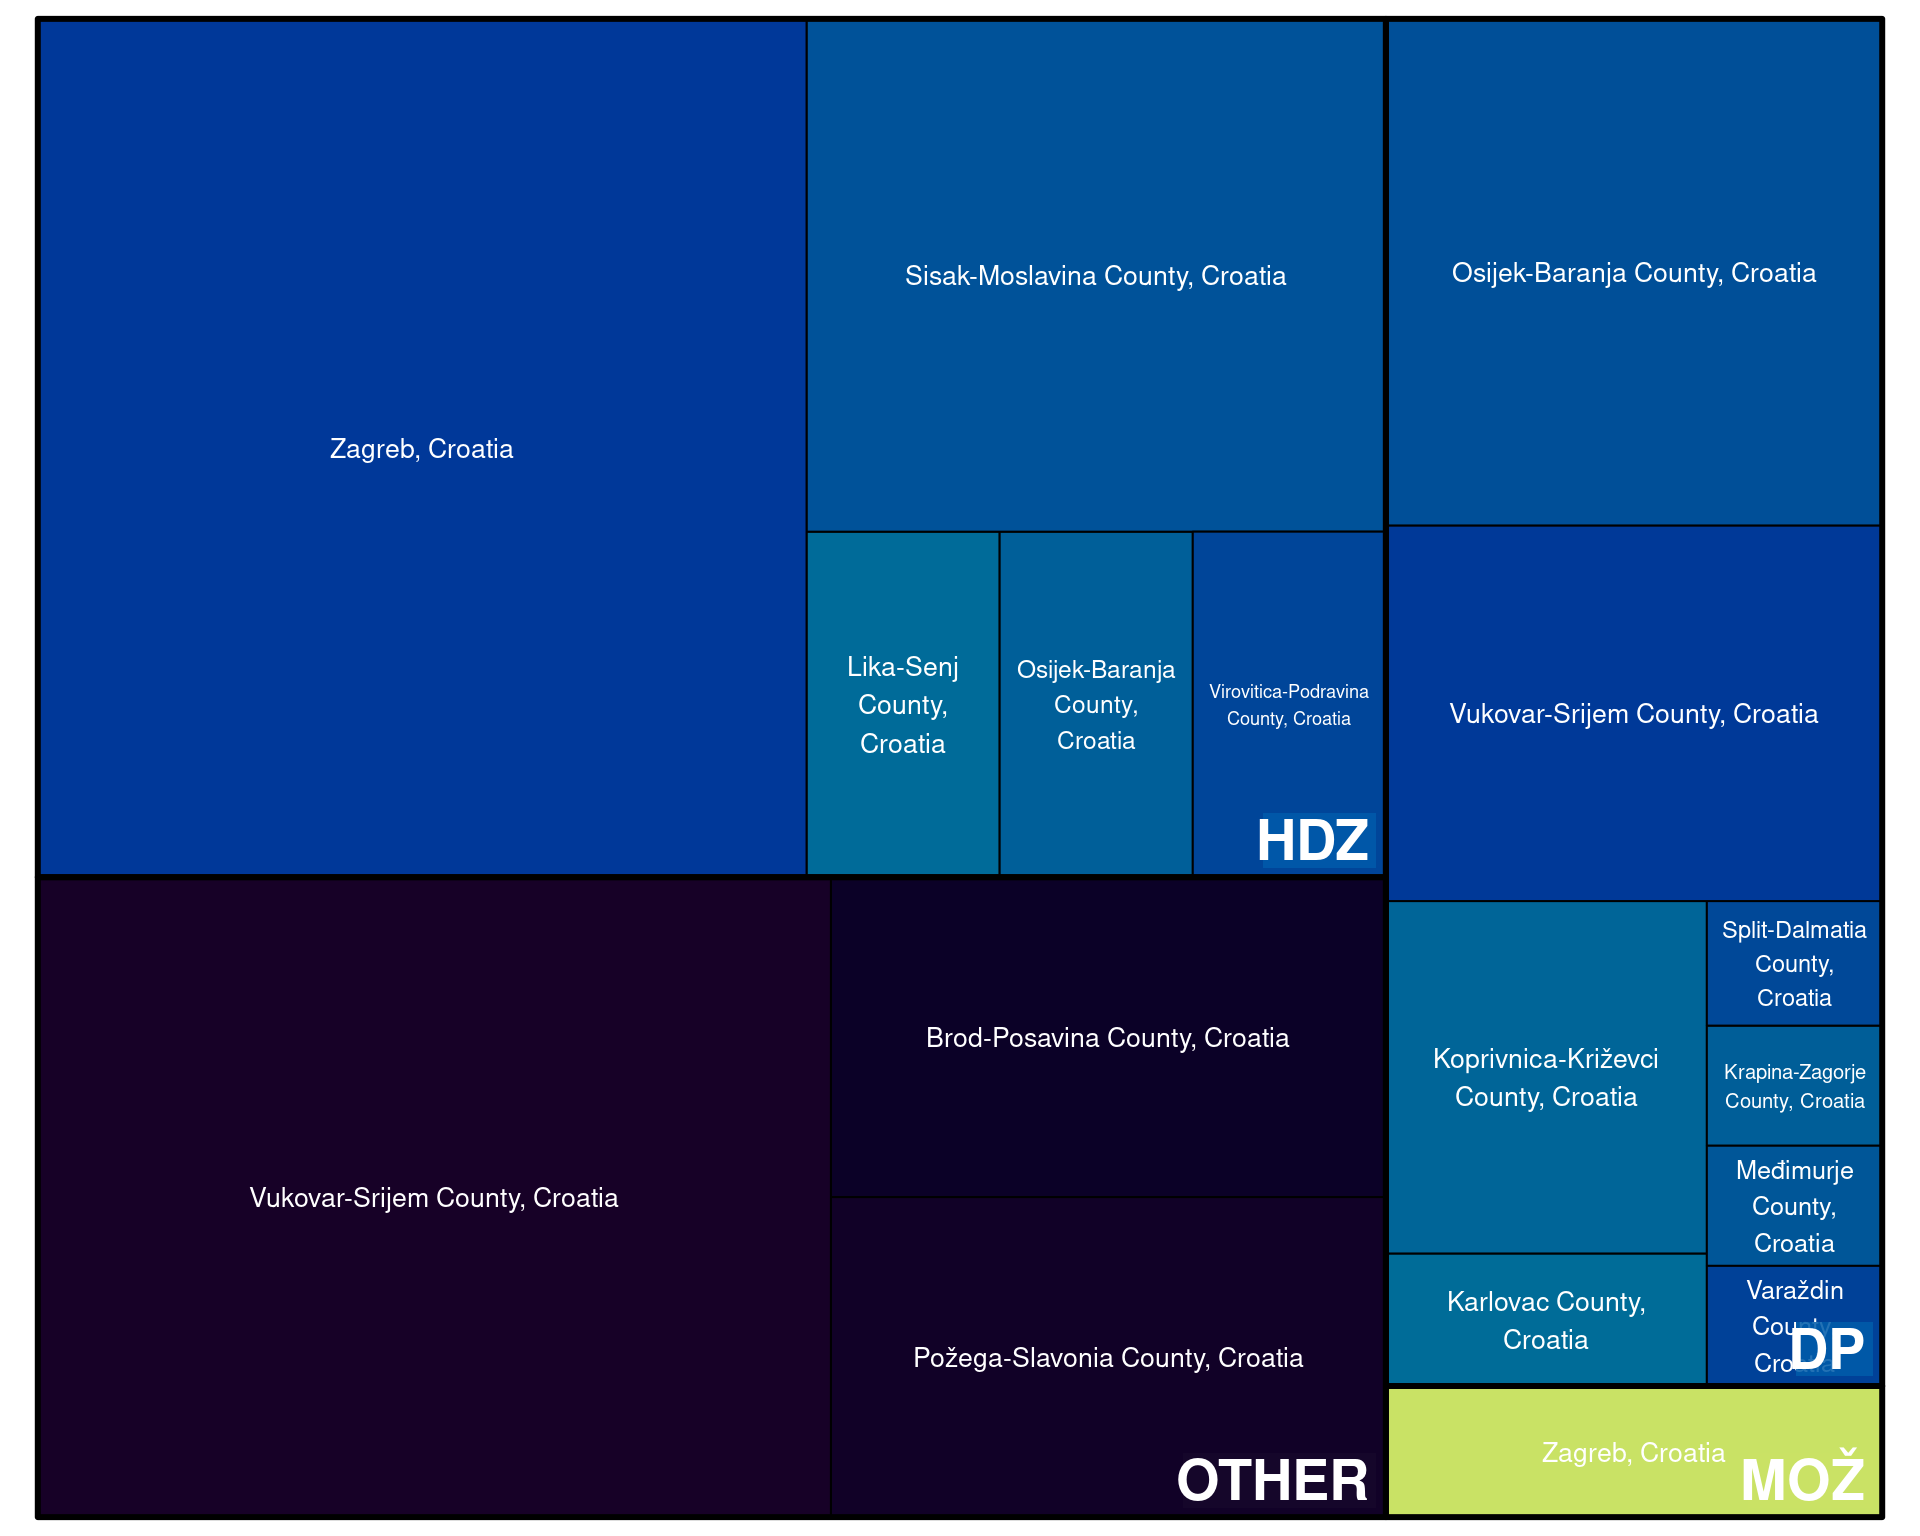 Zagreb, Croatia
Sisak-Moslavina County, Croatia
Lika-Senj
County,
Croatia
Osijek-Baranja
County,
Croatia
Virovitica-Podravina
County, Croatia
HDZ
Osijek-Baranja County, Croatia
Vukovar-Srijem County, Croatia
Koprivnica-Križevci
County, Croatia
Karlovac County,
Croatia
Split-Dalmatia
County,
Croatia
Krapina-Zagorje
County, Croatia
Međimurje
County,
Croatia
Varaždin
County,
Croatia
DP
Vukovar-Srijem County, Croatia
Brod-Posavina County, Croatia
Požega-Slavonia County, Croatia
OTHER
Zagreb, Croatia
MOŽ